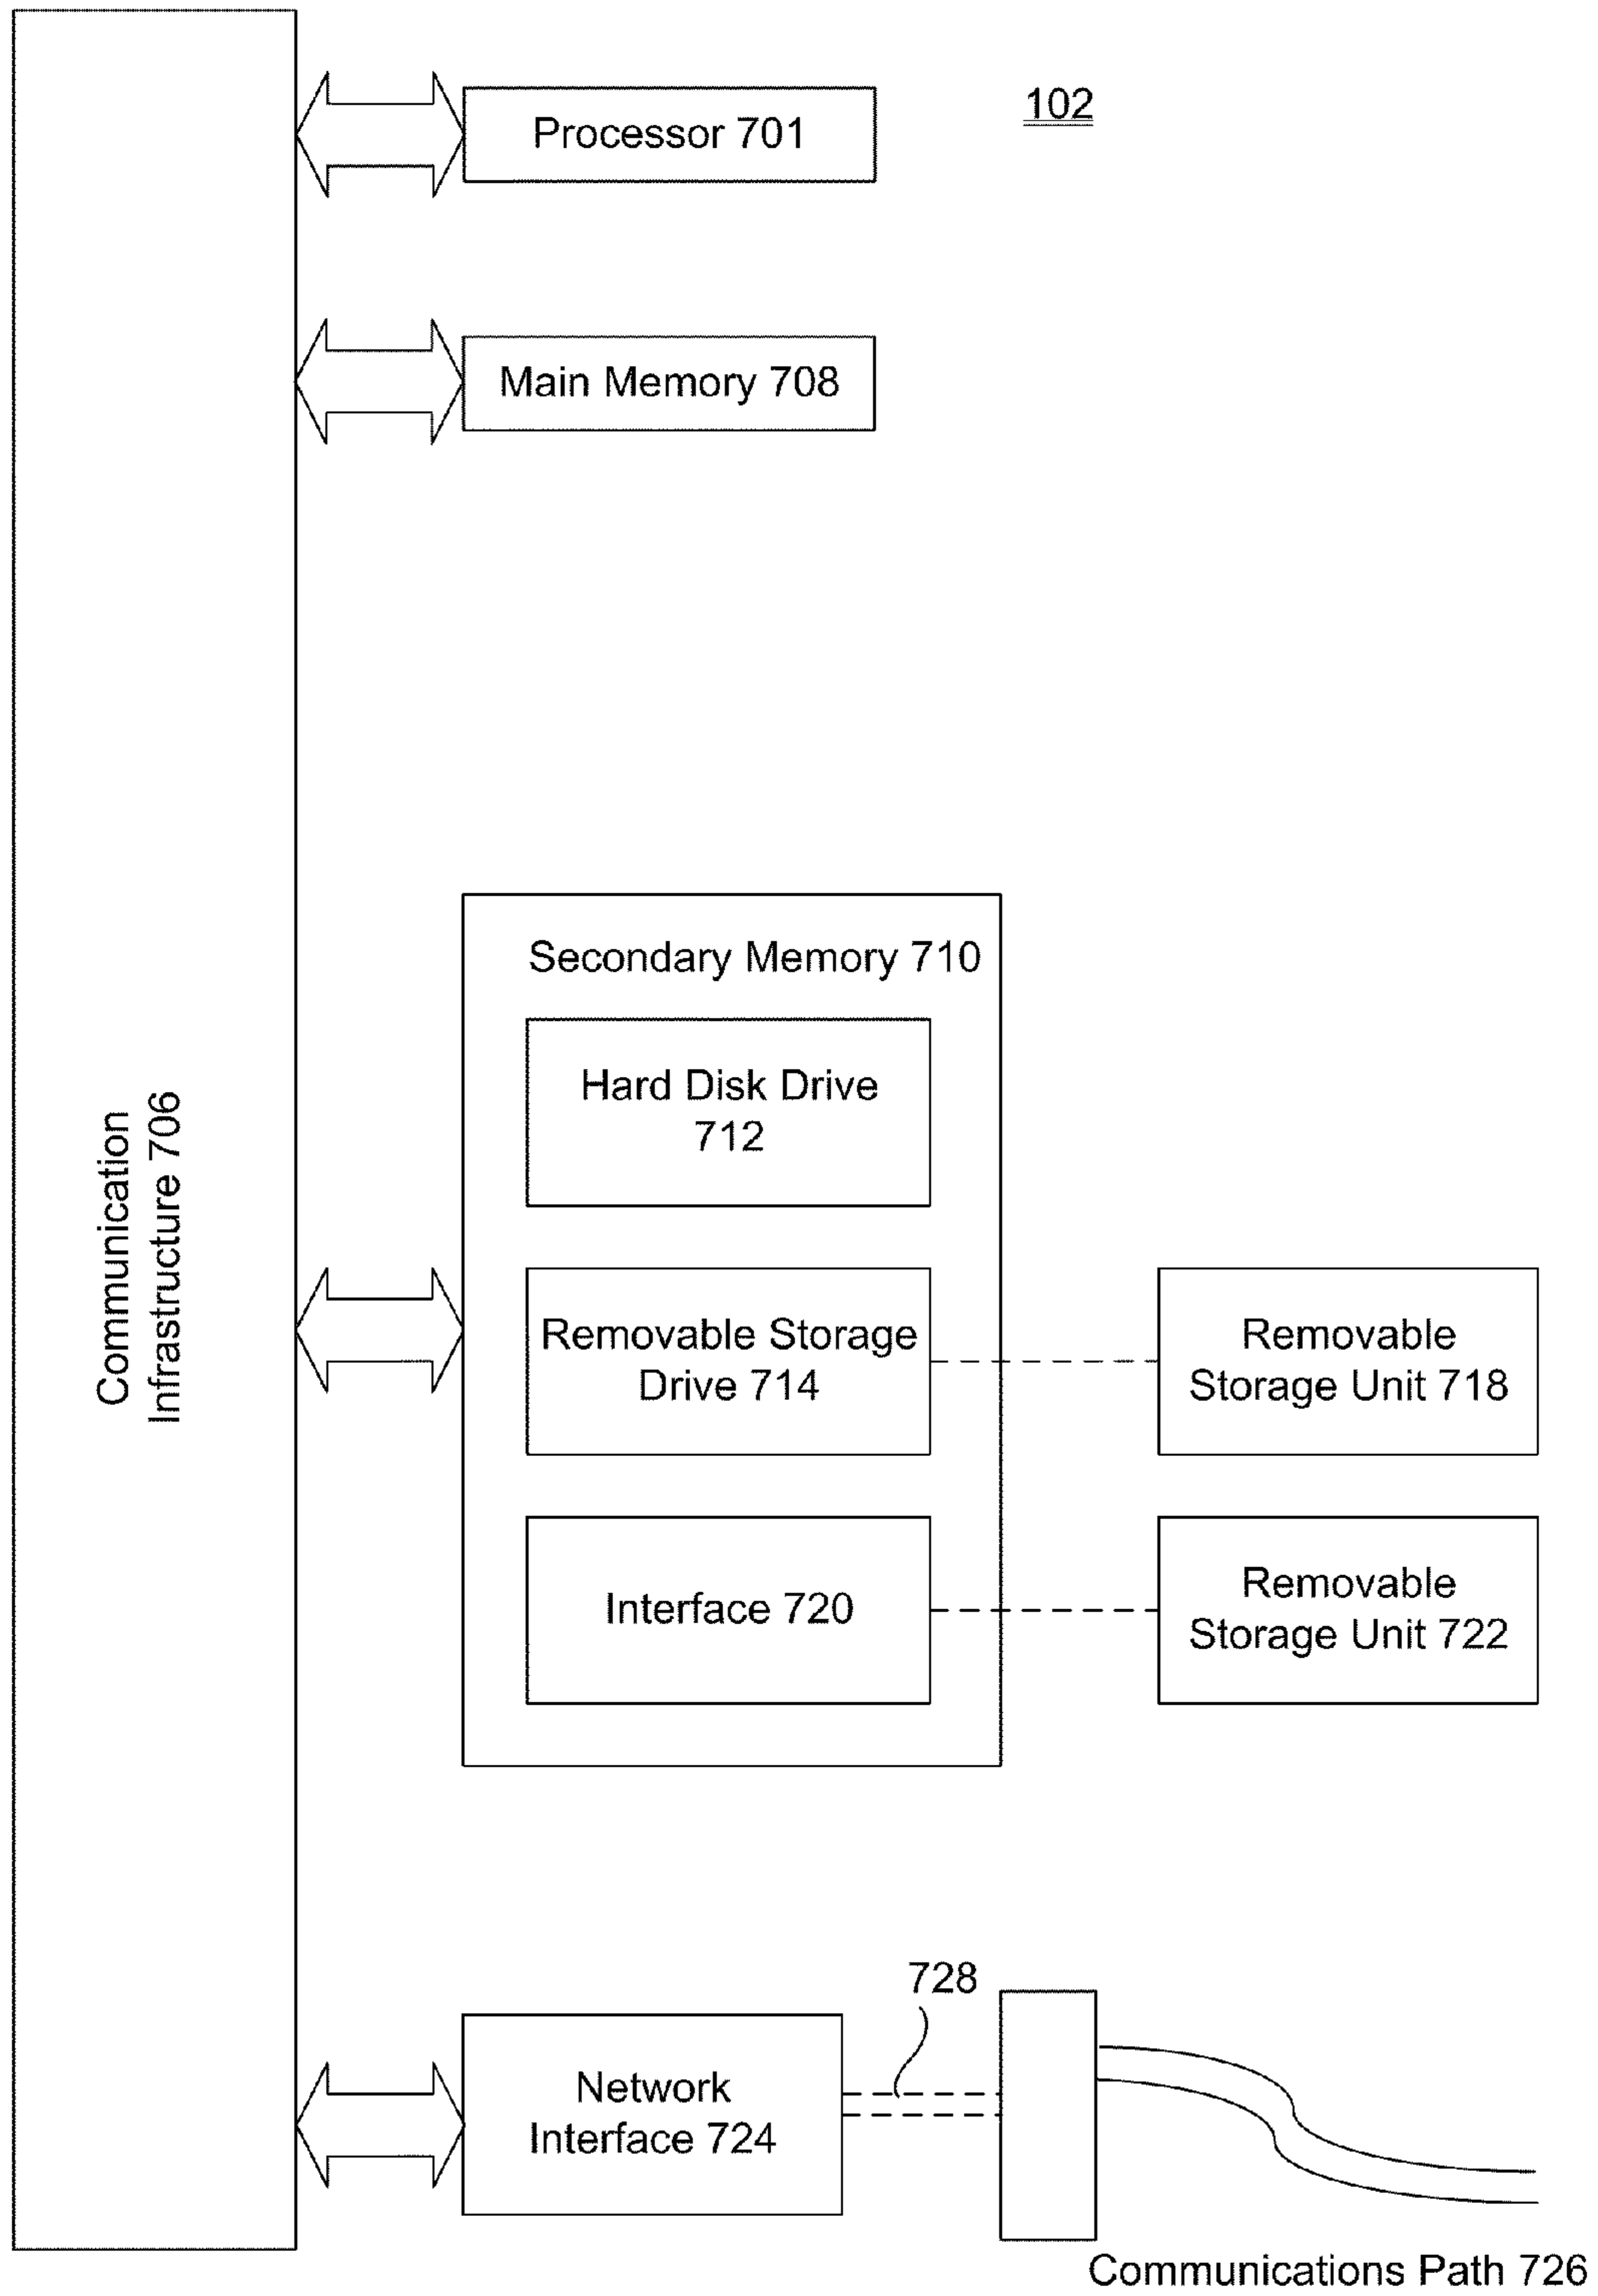 102
Processor 701
Main Memory 708
Communication
Infrastructure 706
Secondary Memory 710
Hard Disk Drive
712
Removable Storage
Drive 714
Removable
Storage Unit 718
Interface 720
Removable
Storage Unit 722
728
Network
Interface 724
Communications Path 726